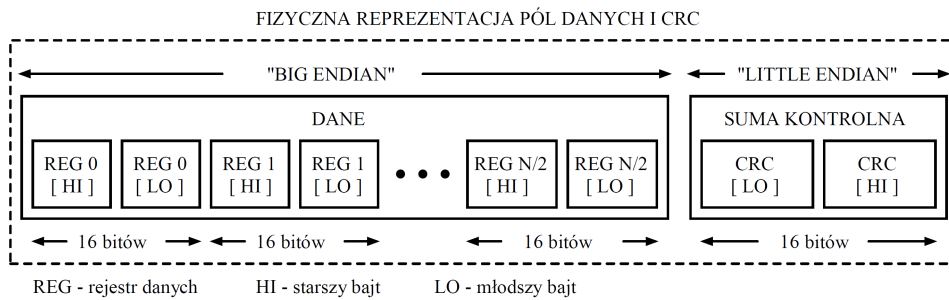 FIZYCZNA REPREZENTACJA PÓL DANYCH I CRC
"BIG ENDIAN" "LITTLE ENDIAN"
DANE SUMA KONTROLNA
REG 0 REG 0 REG 1 REG 1 REG N/2 REG N/2 CRC CRC
[ HI ] [ LO ] [ HI ] [ LO ] [ HI ] [ LO ] [ LO ] [ HI ]
16 bitów 16 bitów 16 bitów 16 bitów
REG - rejestr danych HI - starszy bajt LO - młodszy bajt